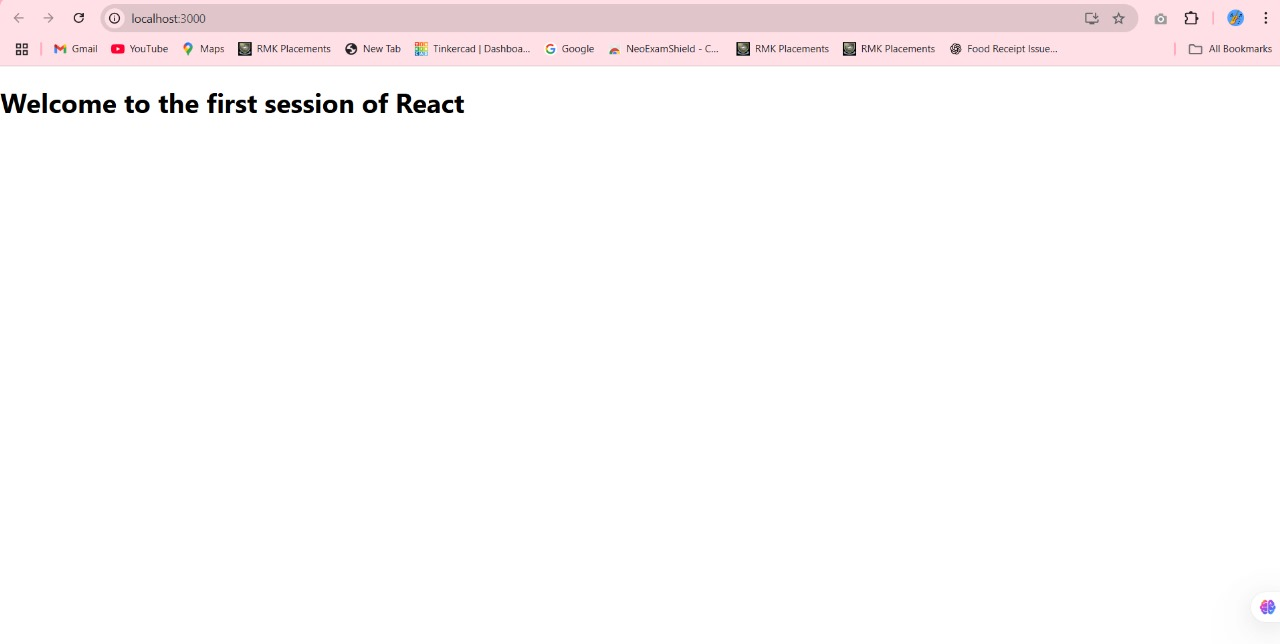 localhost:3000
Gmail YouTube Maps RMK Placements New Tab Tinkercad | Dashboa... Google NeoExamShield - C... RMK Placements RMK Placements Food Receipt Issue... All Bookmarks
Welcome to the first session of React